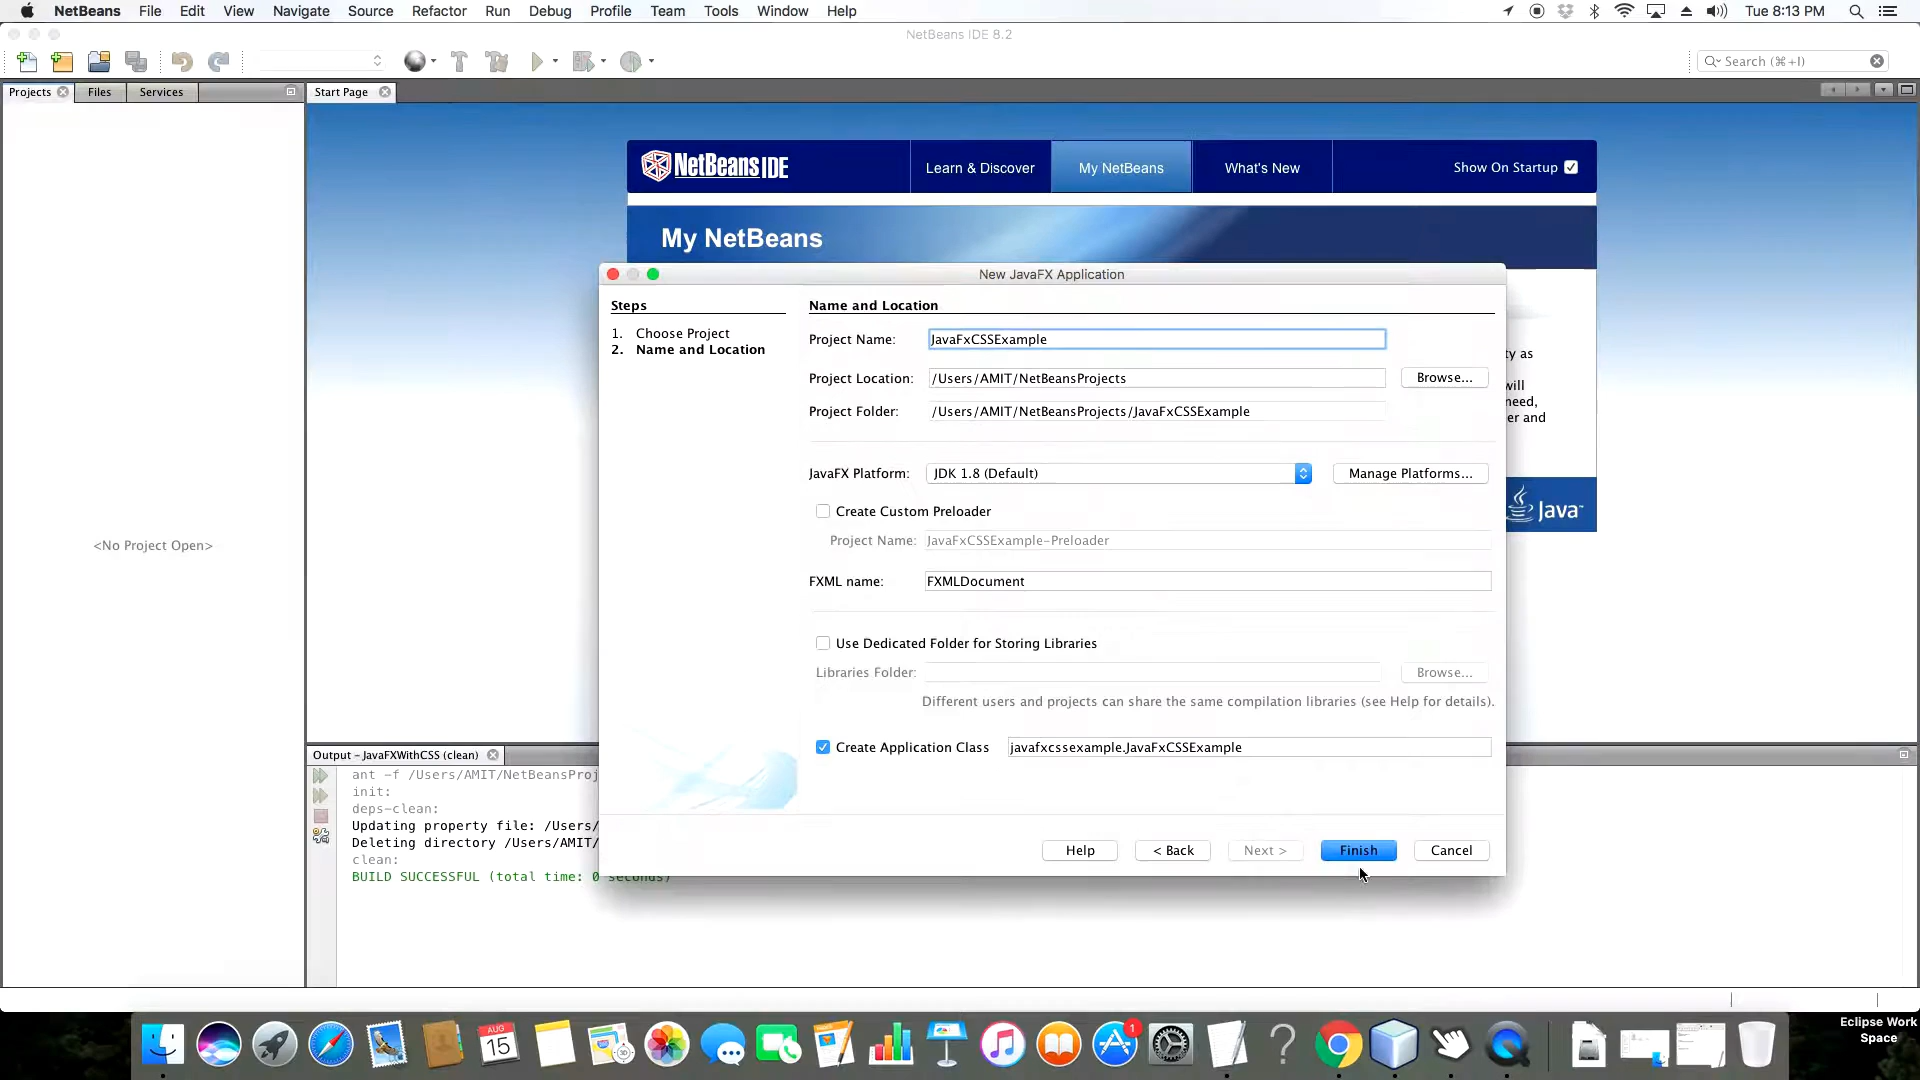 NetBeans File Edit View Navigate Source Refactor Run Debug Profile Team Tools Window Help Tue 8:13 PM
NetBeans IDE 8.2
Search (⌘+I)
Projects Files Services Start Page
NetBeans IDE Learn & Discover My NetBeans What's New Show On Startup
My NetBeans
New JavaFX Application
Steps Name and Location
1. Choose Project
2. Name and Location
Project Name: JavaFxCSSExample
Project Location: /Users/AMIT/NetBeansProjects Browse...
Project Folder: /Users/AMIT/NetBeansProjects/JavaFxCSSExample
JavaFX Platform: JDK 1.8 (Default) Manage Platforms...
Create Custom Preloader
Project Name: JavaFxCSSExample-Preloader
FXML name: FXMLDocument
Use Dedicated Folder for Storing Libraries
Libraries Folder: Browse...
Different users and projects can share the same compilation libraries (see Help for details).
Create Application Class javafxcssexample.JavaFxCSSExample
Help < Back Next > Finish Cancel
as
will
need,
and
Java
<No Project Open>
Output - JavaFXWithCSS (clean)
ant -f /Users/AMIT/NetBeansProj
init:
deps-clean:
Updating property file: /Users/
Deleting directory /Users/AMIT/
clean:
BUILD SUCCESSFUL (total time: 0 seconds)
AUG
15
1
Eclipse Work
Space